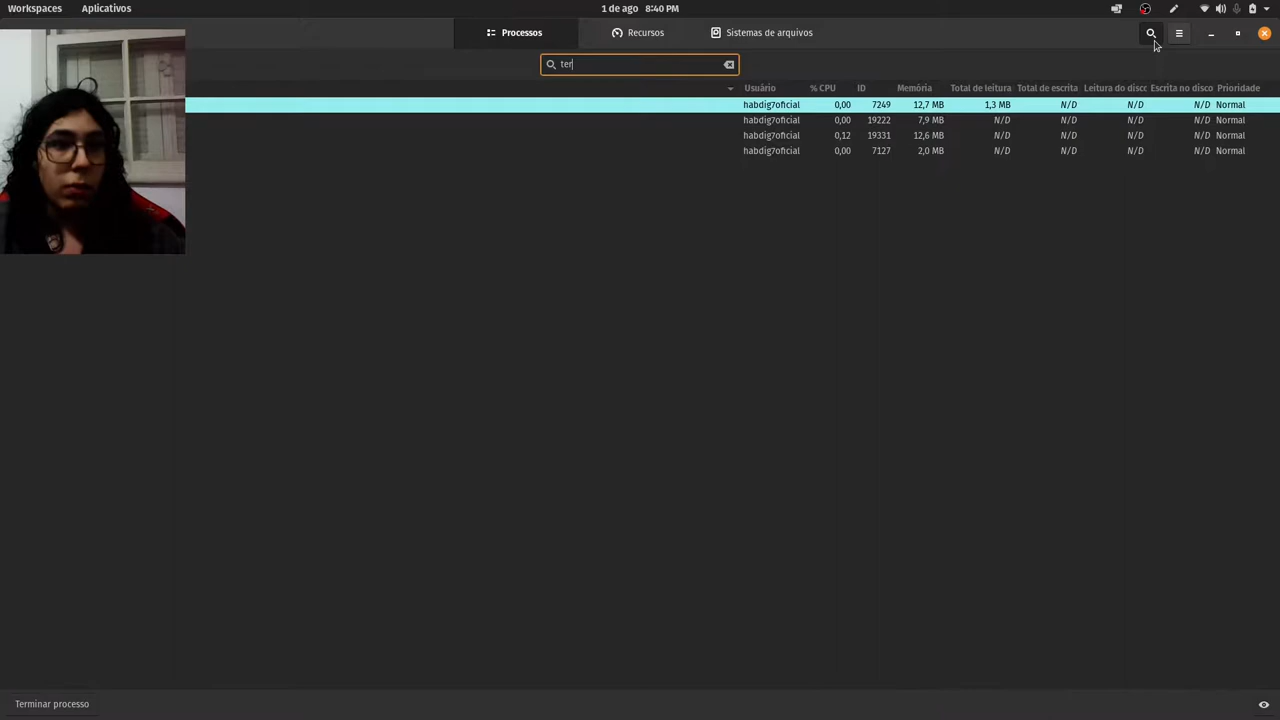 Workspaces Aplicativos 1 de ago 8:40 PM
Processos Recursos Sistemas de arquivos
ter
Usuário % CPU ID Memória Total de leitura Total de escrita Leitura do disco Escrita no disco Prioridade
habdig7oficial 0,00 7249 12,7 MB 1,3 MB N/D N/D N/D Normal
habdig7oficial 0,00 19222 7,9 MB N/D N/D N/D N/D Normal
habdig7oficial 0,12 19331 12,6 MB N/D N/D N/D N/D Normal
habdig7oficial 0,00 7127 2,0 MB N/D N/D N/D N/D Normal
Terminar processo